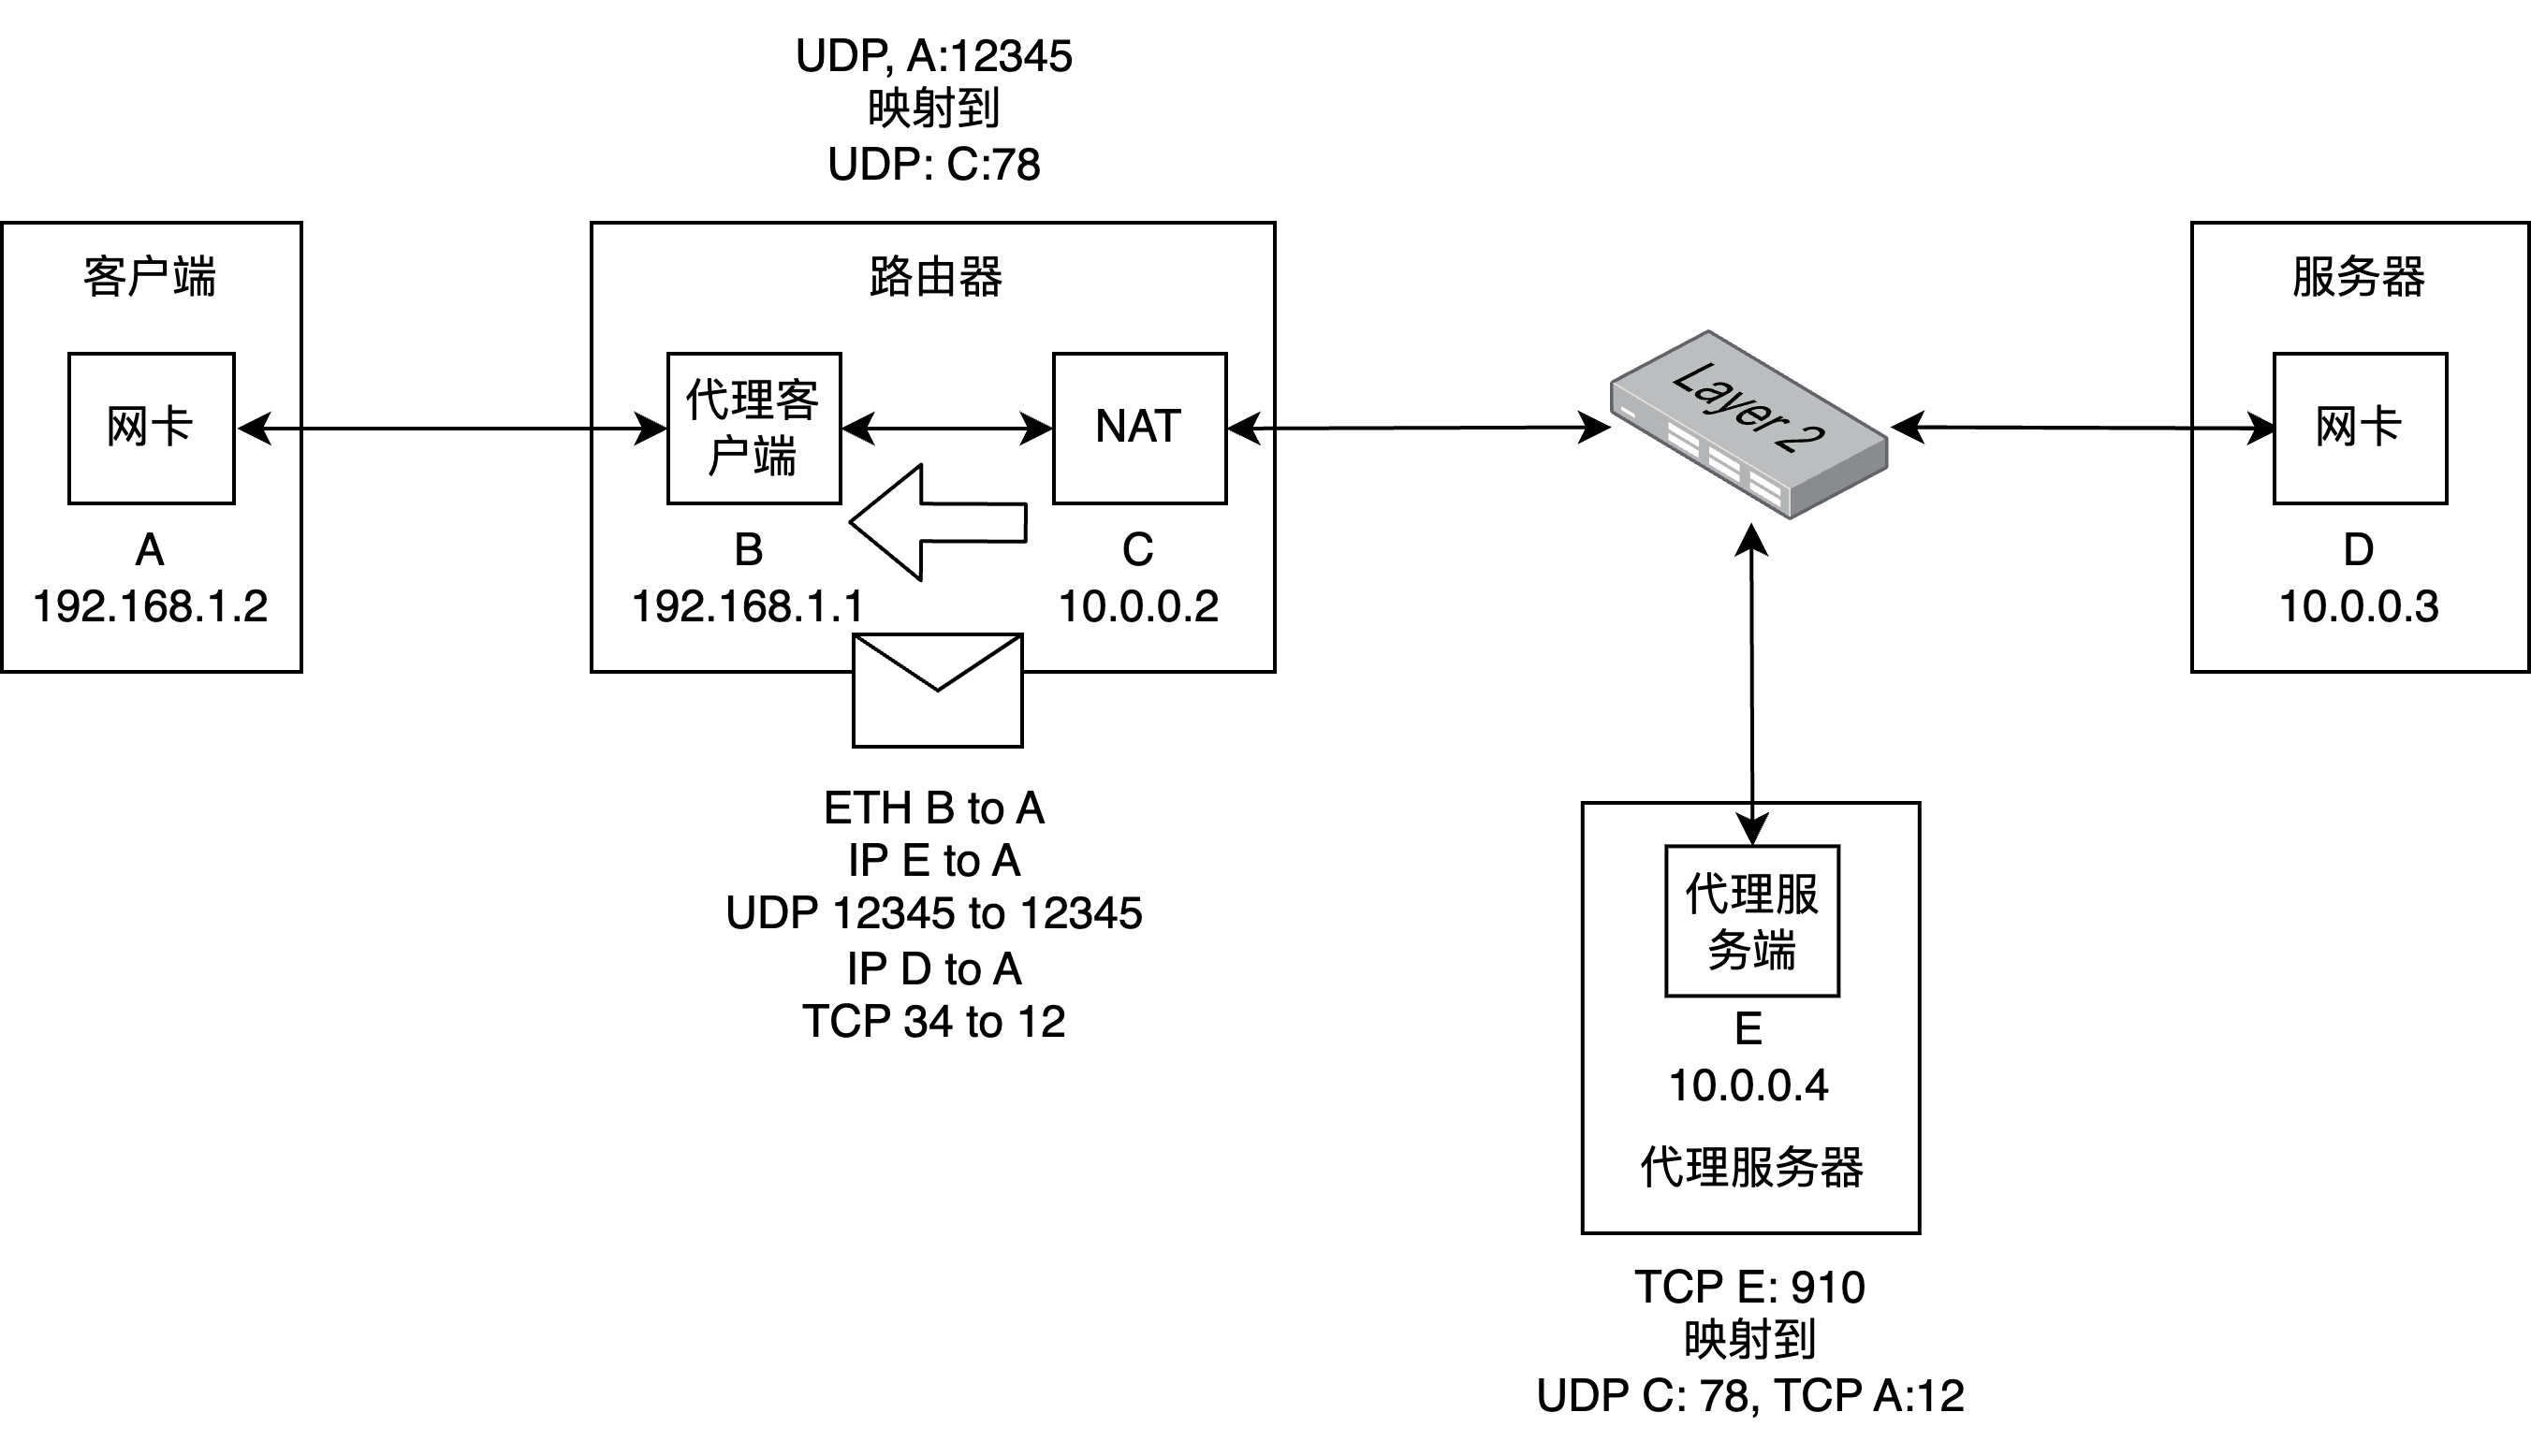 UDP, A:12345
映射到
UDP: C:78
客户端
网卡
A
192.168.1.2
路由器
代理客
户端
B
192.168.1.1
NAT
C
10.0.0.2
Layer 2
服务器
网卡
D
10.0.0.3
ETH B to A
IP E to A
UDP 12345 to 12345
IP D to A
TCP 34 to 12
代理服
务端
E
10.0.0.4
代理服务器
TCP E: 910
映射到
UDP C: 78, TCP A:12